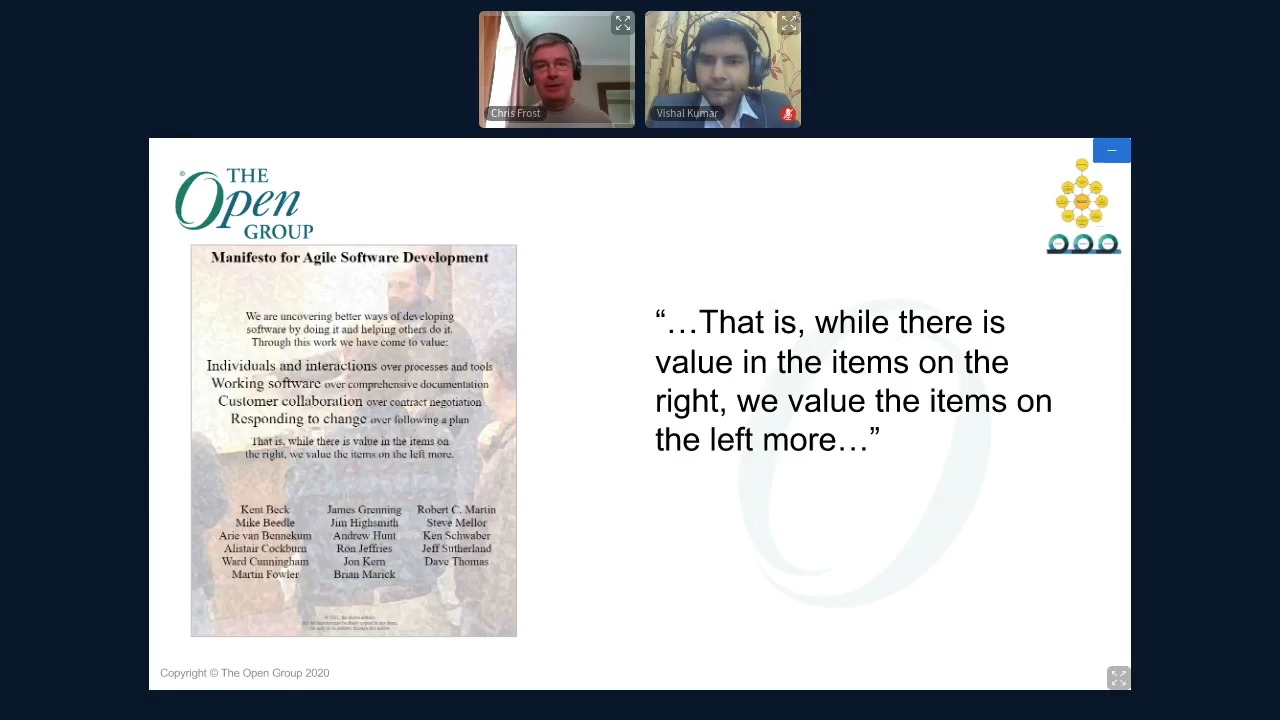 Chris Frost
Vishal Kumar
THE
Open
GROUP
®
Manifesto for Agile Software Development
We are uncovering better ways of developing
software by doing it and helping others do it.
Through this work we have come to value:
Individuals and interactions over processes and tools
Working software over comprehensive documentation
Customer collaboration over contract negotiation
Responding to change over following a plan
That is, while there is value in the items on
the right, we value the items on the left more.
Kent Beck
Mike Beedle
Arie van Bennekum
Alistair Cockburn
Ward Cunningham
Martin Fowler
James Grenning
Jim Highsmith
Andrew Hunt
Ron Jeffries
Jon Kern
Brian Marick
Robert C. Martin
Steve Mellor
Ken Schwaber
Jeff Sutherland
Dave Thomas
“…That is, while there is
value in the items on the
right, we value the items on
the left more…”
Copyright © The Open Group 2020